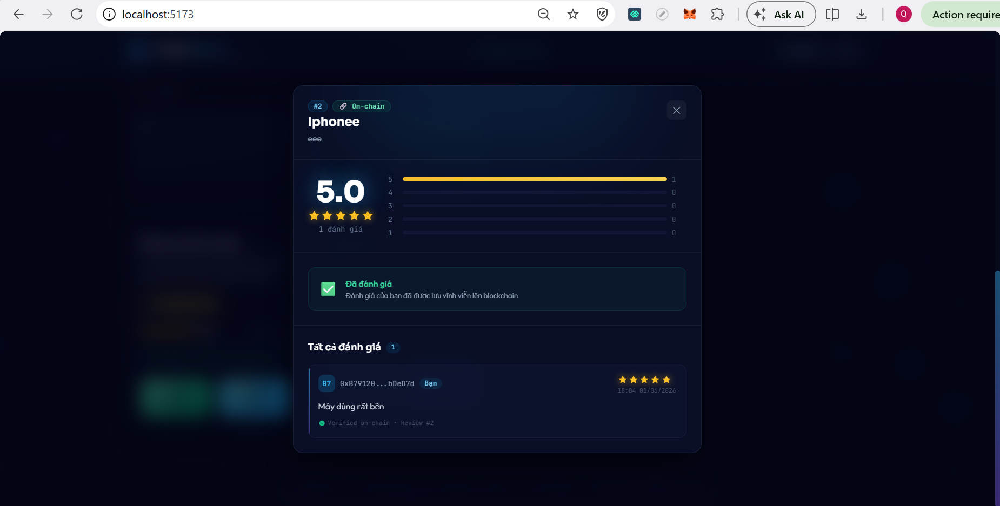 localhost:5173
Ask AI
Q
Action require
#2
On-chain
Iphonee
eee
5.0
1 đánh giá
5 1
4 0
3 0
2 0
1 0
Đã đánh giá
Đánh giá của bạn đã được lưu vĩnh viễn lên blockchain
Tất cả đánh giá 1
B7 0xB79120...bDeD7d Bạn
18:04 01/06/2026
Máy dùng rất bền
Verified on-chain • Review #2